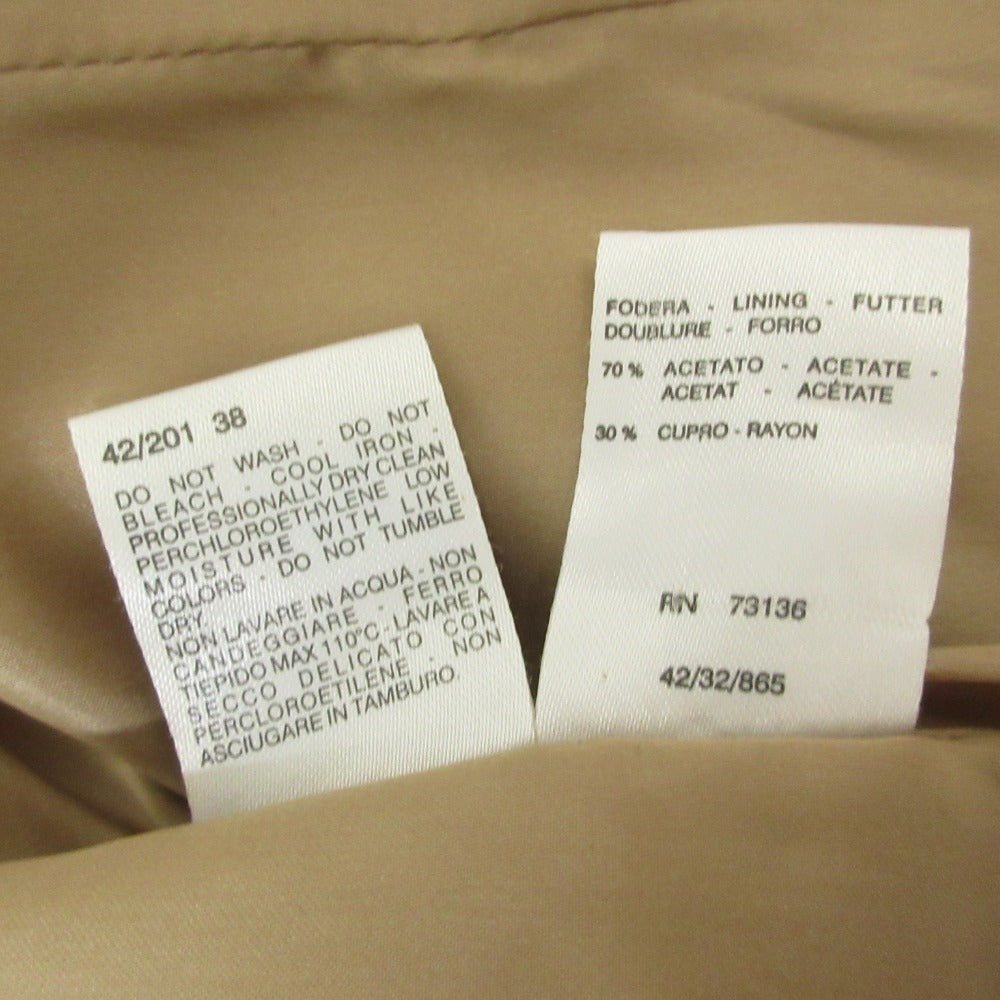 42/201 38
DO NOT WASH - DO NOT
BLEACH - COOL IRON -
PROFESSIONALLY DRY CLEAN
PERCHLOROETHYLENE LOW
MOISTURE WITH LIKE
COLORS - DO NOT TUMBLE
DRY.
NON LAVARE IN ACQUA - NON
CANDEGGIARE - FERRO
TIEPIDO MAX 110°C - LAVARE A
SECCO DELICATO CON
PERCLOROETILENE - NON
ASCIUGARE IN TAMBURO.
FODERA - LINING - FUTTER
DOUBLURE - FORRO
70 % ACETATO - ACETATE -
ACETAT - ACÉTATE
30 % CUPRO - RAYON
RN 73136
42/32/865